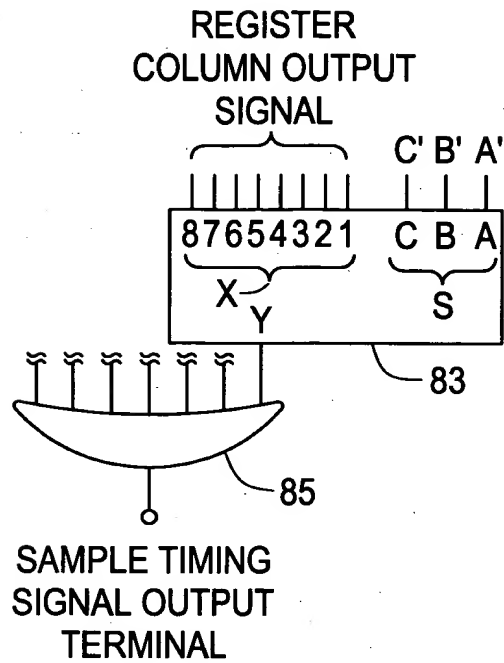 REGISTER
COLUMN OUTPUT
SIGNAL
C' B' A'
87654321 C B A
X S
Y
83
85
SAMPLE TIMING
SIGNAL OUTPUT
TERMINAL